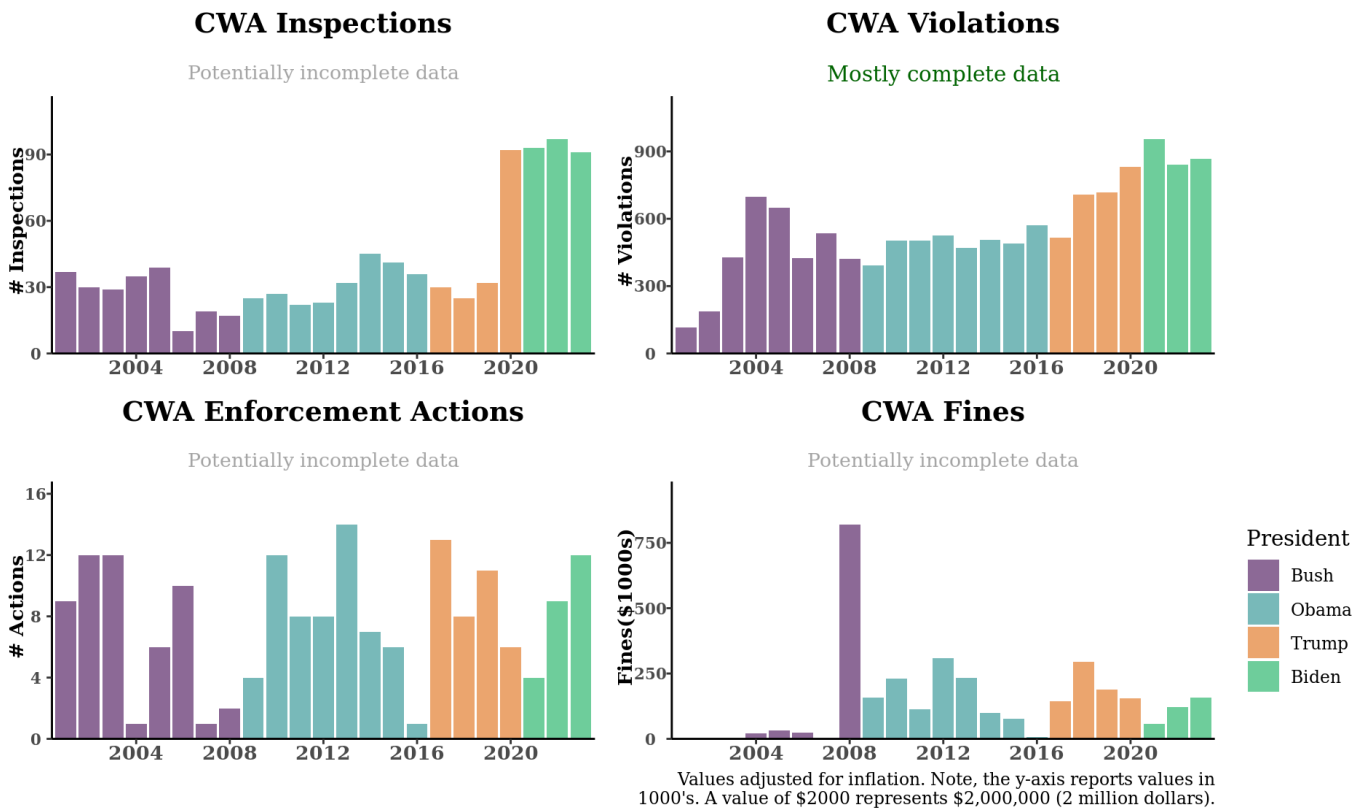 CWA Inspections
Potentially incomplete data
# Inspections
90
60
30
0
2004 2008 2012 2016 2020
CWA Violations
Mostly complete data
# Violations
900
600
300
0
2004 2008 2012 2016 2020
CWA Enforcement Actions
Potentially incomplete data
# Actions
16
12
8
4
0
2004 2008 2012 2016 2020
CWA Fines
Potentially incomplete data
Fines($1000s)
750
500
250
0
2004 2008 2012 2016 2020
President
Bush
Obama
Trump
Biden
Values adjusted for inflation. Note, the y-axis reports values in
1000's. A value of $2000 represents $2,000,000 (2 million dollars).